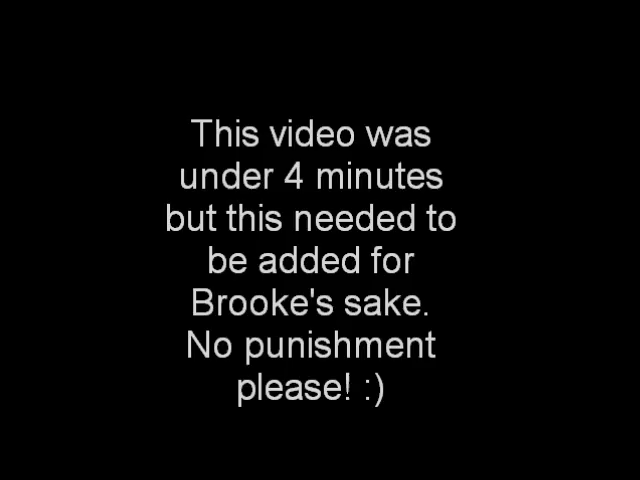 This video was
under 4 minutes
but this needed to
be added for
Brooke's sake.
No punishment
please! :)